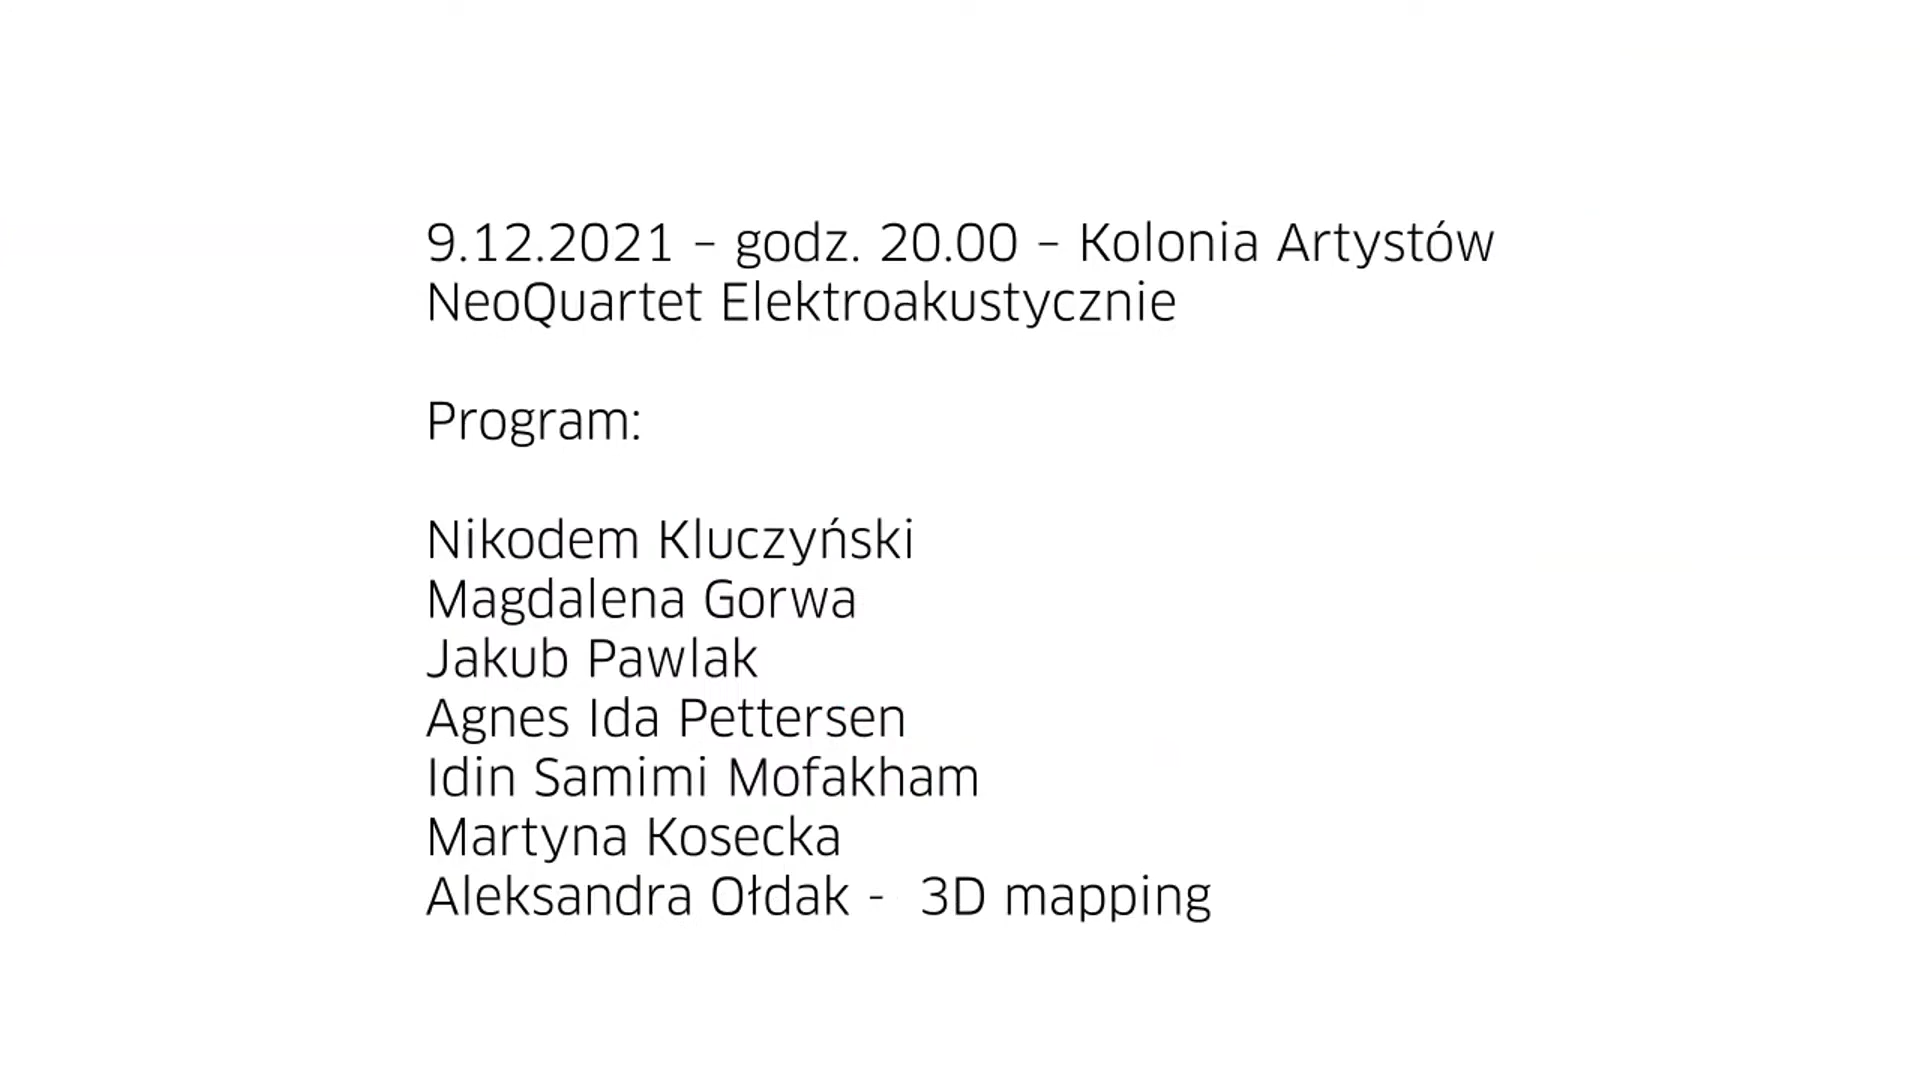 9.12.2021 – godz. 20.00 – Kolonia Artystów
NeoQuartet Elektroakustycznie
Program:
Nikodem Kluczyński
Magdalena Gorwa
Jakub Pawlak
Agnes Ida Pettersen
Idin Samimi Mofakham
Martyna Kosecka
Aleksandra Ołdak -  3D mapping